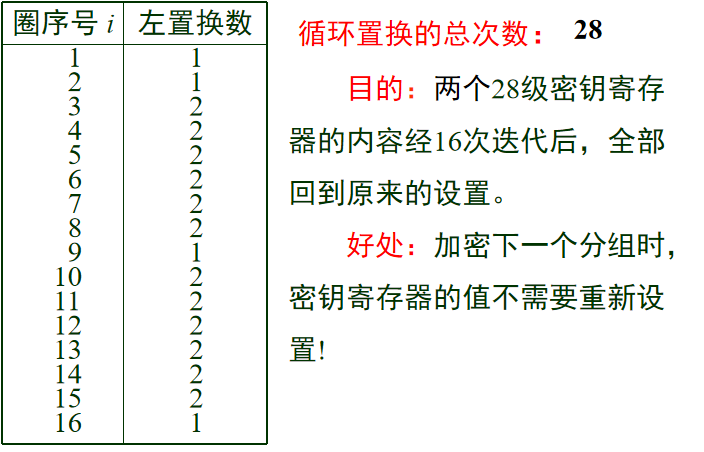 圈序号 i 左置换数
1 1
2 1
3 2
4 2
5 2
6 2
7 2
8 2
9 1
10 2
11 2
12 2
13 2
14 2
15 2
16 1
循环置换的总次数： 28
目的：两个28级密钥寄存
器的内容经16次迭代后，全部
回到原来的设置。
好处：加密下一个分组时，
密钥寄存器的值不需要重新设
置!